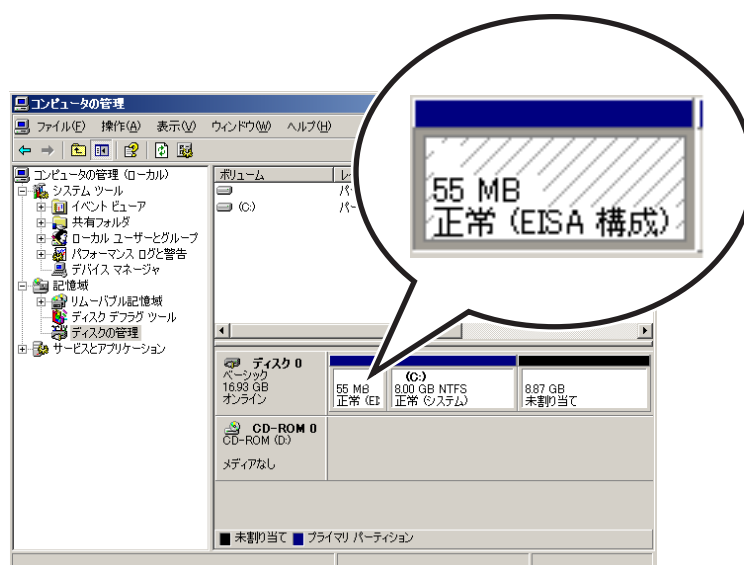 コンピュータの管理
ファイル(F) 操作(A) 表示(V) ウィンドウ(W) ヘルプ(H)
コンピュータの管理 (ローカル)
システム ツール
イベント ビューア
共有フォルダ
ローカル ユーザーとグループ
パフォーマンス ログと警告
デバイス マネージャ
記憶域
リムーバブル記憶域
ディスク デフラグ ツール
ディスクの管理
サービスとアプリケーション
ボリューム
(C:)
55 MB
正常 (EISA 構成)
ディスク 0
ベーシック
16.93 GB
オンライン
55 MB
正常 (EI
(C:)
8.00 GB NTFS
正常 (システム)
8.87 GB
未割り当て
CD-ROM 0
CD-ROM (D:)
メディアなし
未割り当て プライマリ パーティション